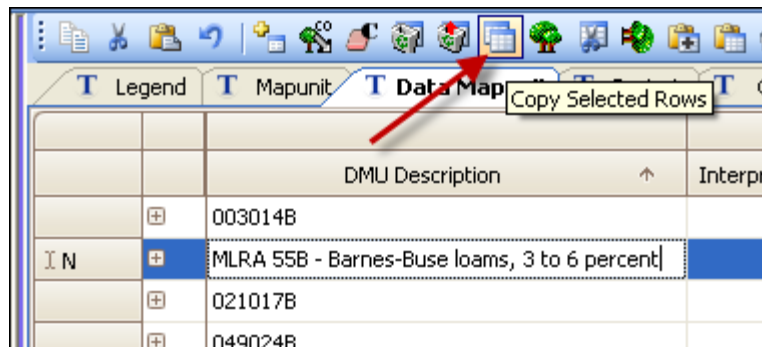 CO
T Legend T Mapunit T Data Map
Copy Selected Rows
DMU Description
003014B
N MLRA 55B - Barnes-Buse loams, 3 to 6 percent
021017B
049024B